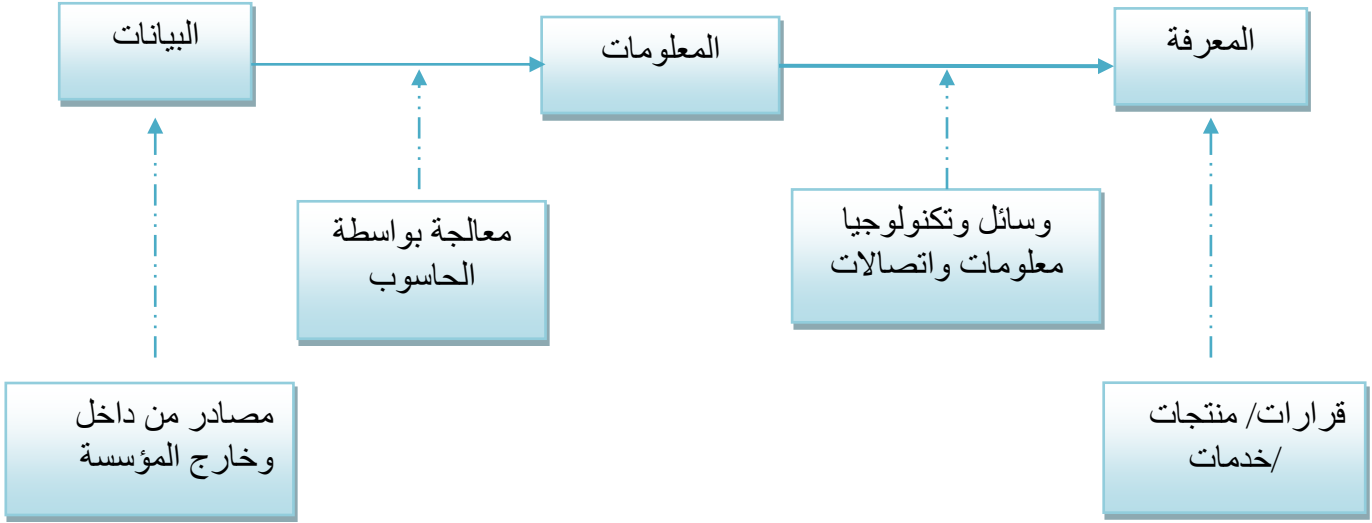 البيانات
المعلومات
المعرفة
معالجة بواسطة
الحاسوب
وسائل وتكنولوجيا
معلومات واتصالات
مصادر من داخل
وخارج المؤسسة
قرارات/ منتجات
/خدمات